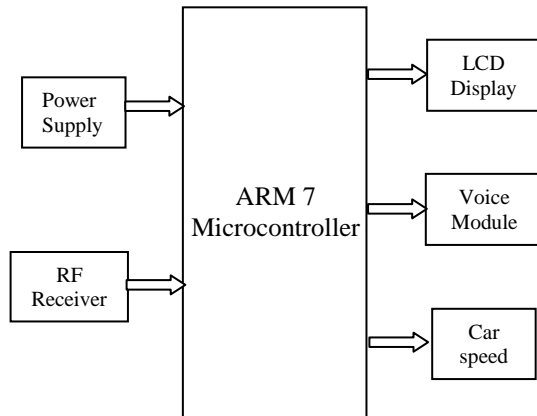 Power
Supply
RF
Receiver
ARM 7
Microcontroller
LCD
Display
Voice
Module
Car
speed